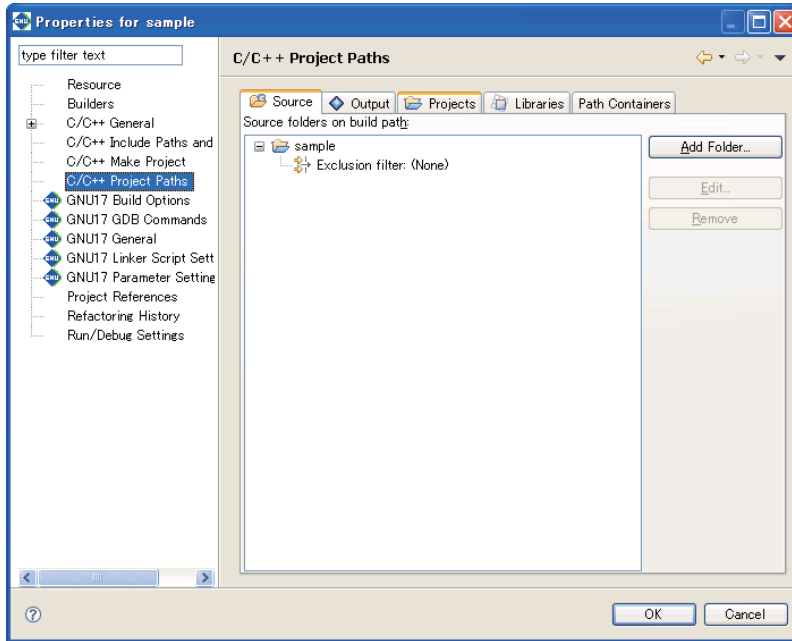 Properties for sample
type filter text
Resource
Builders
C/C++ General
C/C++ Include Paths and
C/C++ Make Project
C/C++ Project Paths
GNU17 Build Options
GNU17 GDB Commands
GNU17 General
GNU17 Linker Script Sett
GNU17 Parameter Setting
Project References
Refactoring History
Run/Debug Settings
C/C++ Project Paths
Source Output Projects Libraries Path Containers
Source folders on build path:
sample
Exclusion filter: (None)
Add Folder...
Edit...
Remove
OK Cancel